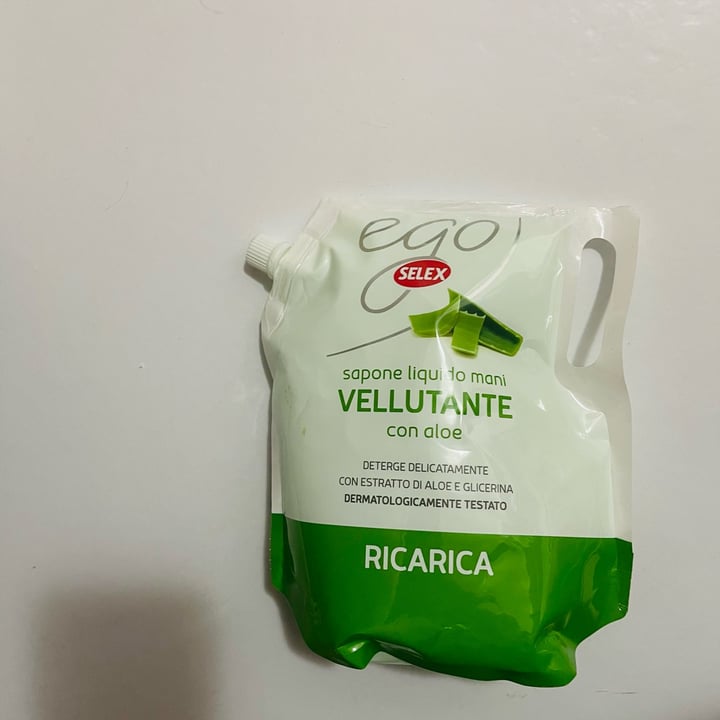 ego
SELEX
sapone liquido mani
VELLUTANTE
con aloe
DETERGE DELICATAMENTE
CON ESTRATTO DI ALOE E GLICERINA
DERMATOLOGICAMENTE TESTATO
RICARICA